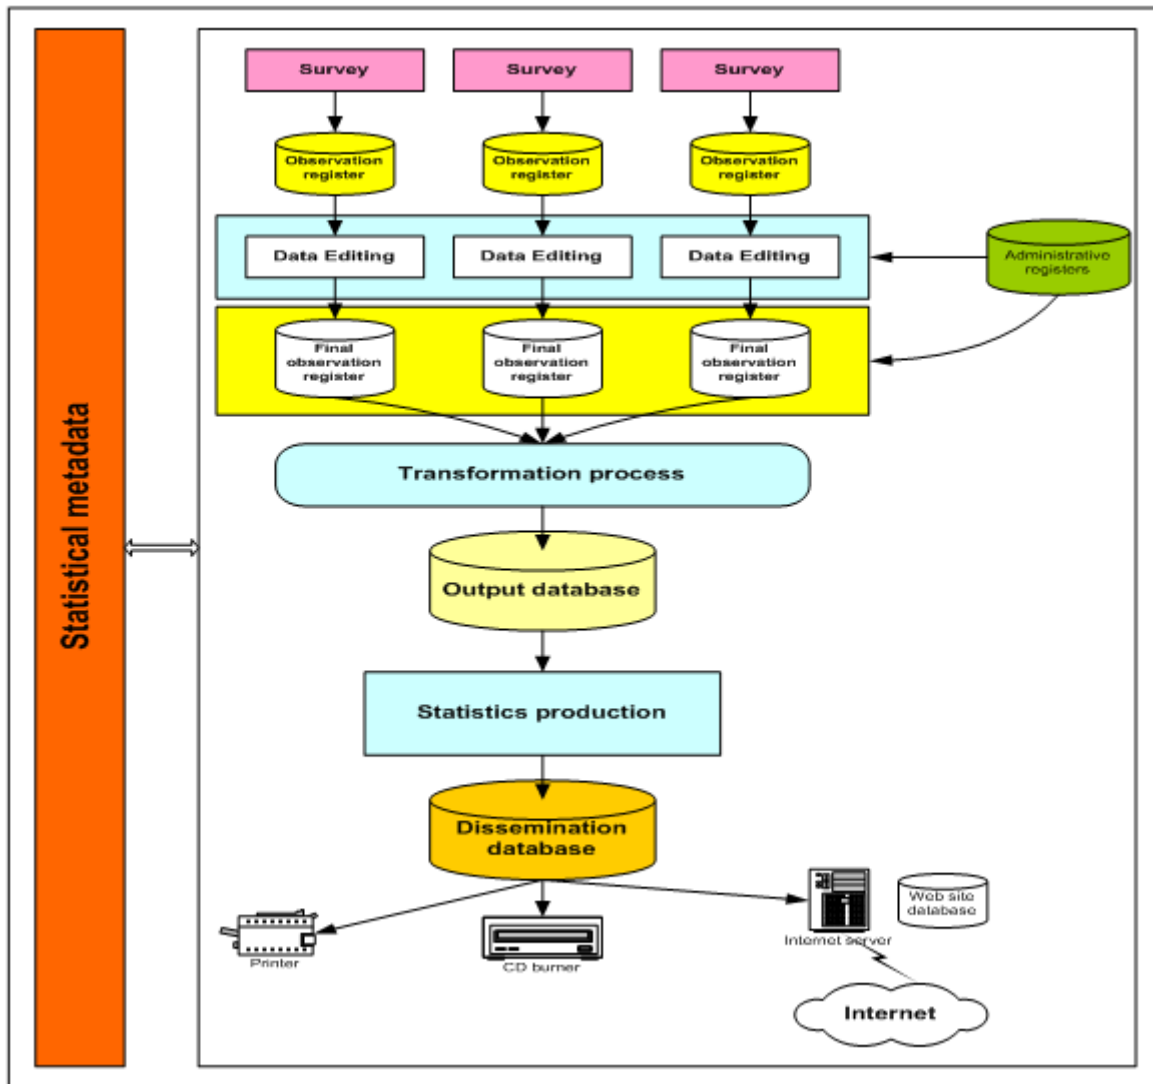 Statistical metadata
Survey
Survey
Survey
Observation
register
Observation
register
Observation
register
Data Editing
Data Editing
Data Editing
Administrative
registers
Final
observation
register
Final
observation
register
Final
observation
register
Transformation process
Output database
Statistics production
Dissemination
database
Printer
CD burner
Internet server
Web site
database
Internet